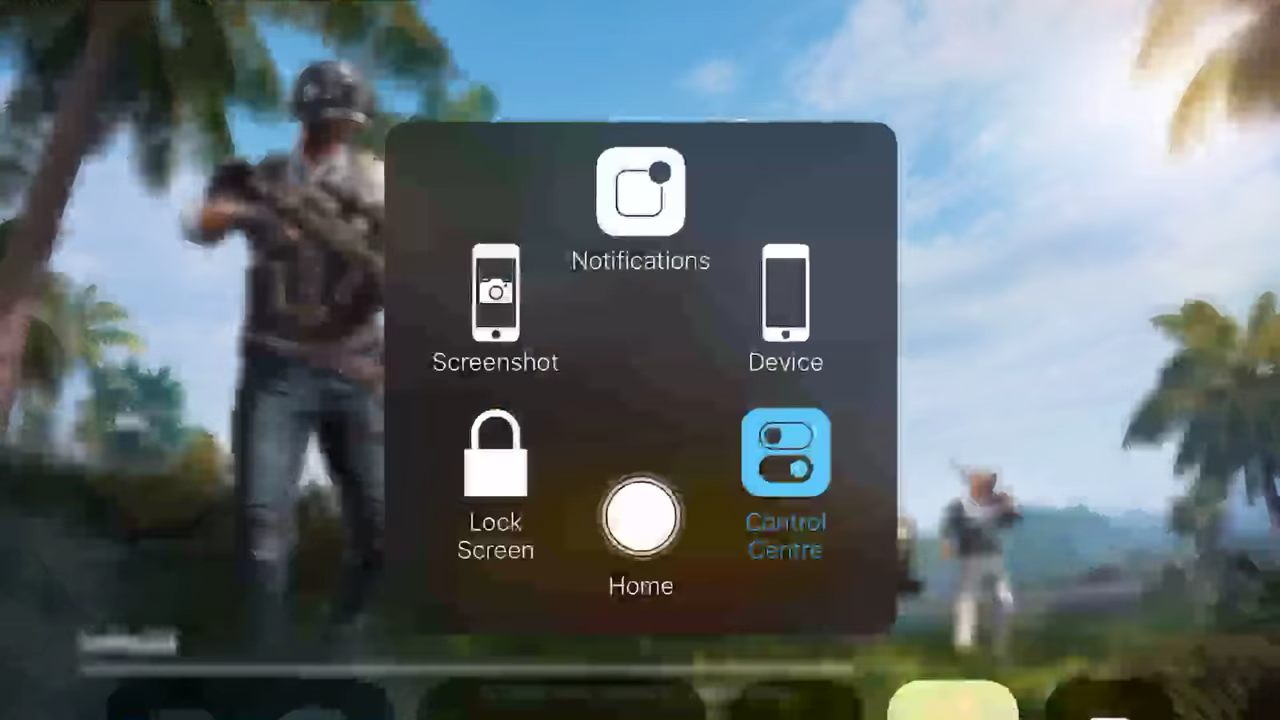 Notifications
Screenshot
Device
Lock
Screen
Control
Centre
Home